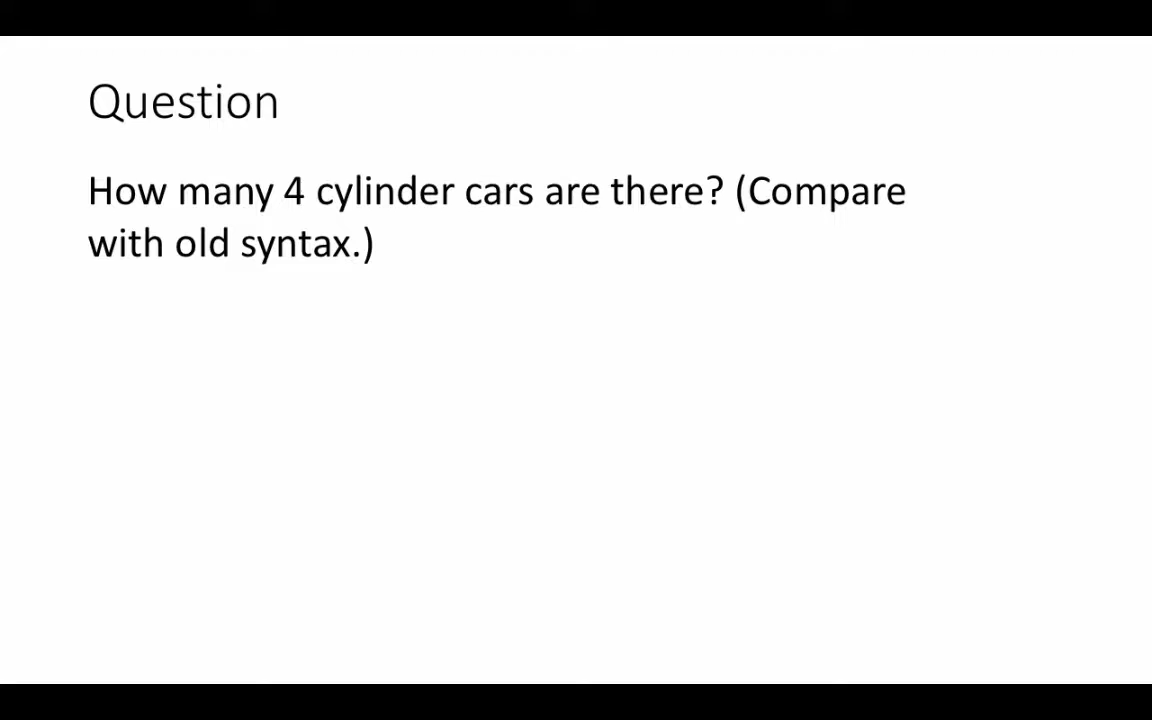 Question
How many 4 cylinder cars are there? (Compare
with old syntax.)